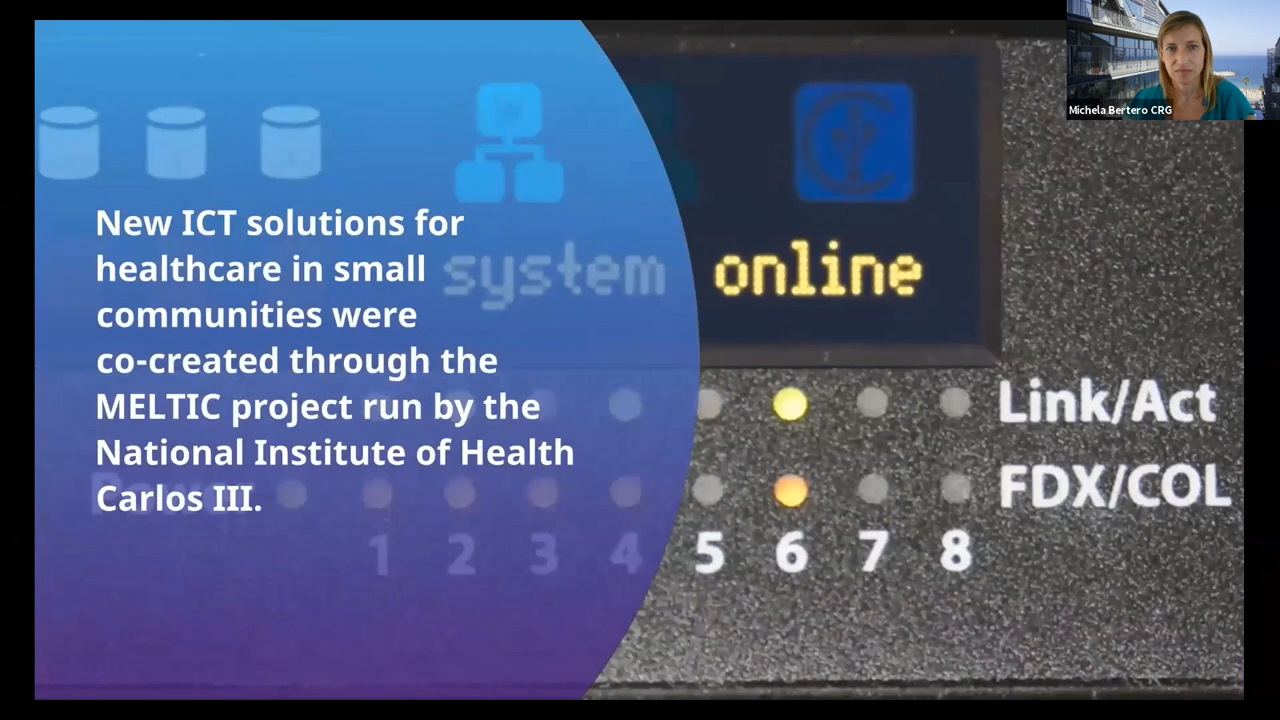 Michela Bertero CRG
New ICT solutions for
healthcare in small
communities were
co-created through the
MELTIC project run by the
National Institute of Health
Carlos III.
system online
Link/Act
FDX/COL
1 2 3 4 5 6 7 8